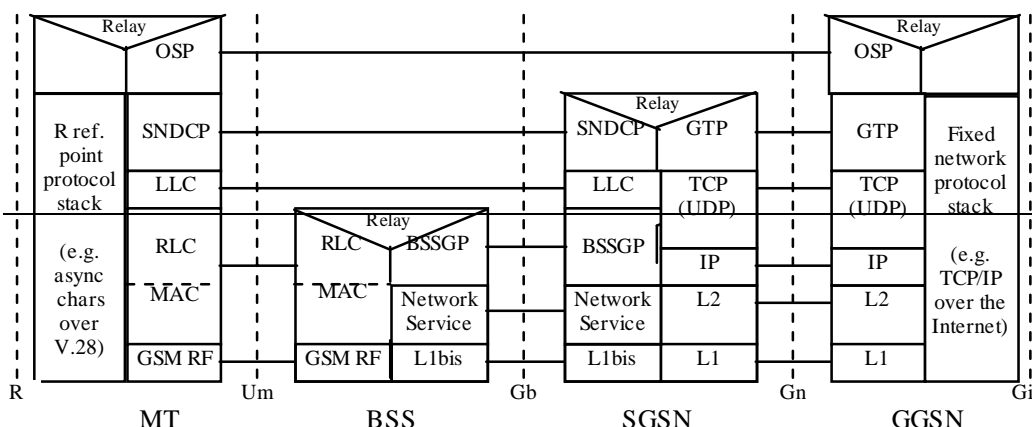 Relay
Relay
OSP
OSP
Relay
R ref.
point
protocol
stack
SNDCP
SNDCP
GTP
GTP
Fixed
network
protocol
stack
LLC
LLC
TCP
(UDP)
TCP
(UDP)
Relay
(e.g.
async
chars
over
V.28)
RLC
RLC
BSSGP
BSSGP
IP
IP
(e.g.
TCP/IP
over the
Internet)
MAC
MAC
Network
Service
Network
Service
L2
L2
GSM RF
GSM RF
L1bis
L1bis
L1
L1
R
Um
Gb
Gn
Gi
MT
BSS
SGSN
GGSN